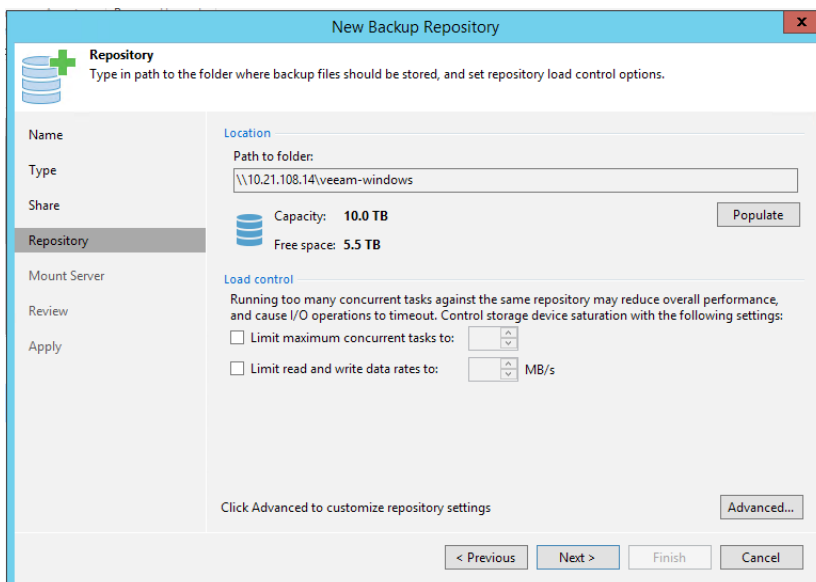 New Backup Repository
x
Repository
Type in path to the folder where backup files should be stored, and set repository load control options.
Name
Type
Share
Repository
Mount Server
Review
Apply
Location
Path to folder:
\\10.21.108.14\veeam-windows
Capacity: 10.0 TB
Populate
Free space: 5.5 TB
Load control
Running too many concurrent tasks against the same repository may reduce overall performance,
and cause I/O operations to timeout. Control storage device saturation with the following settings:
Limit maximum concurrent tasks to:
Limit read and write data rates to: MB/s
Click Advanced to customize repository settings
Advanced...
< Previous
Next >
Finish
Cancel